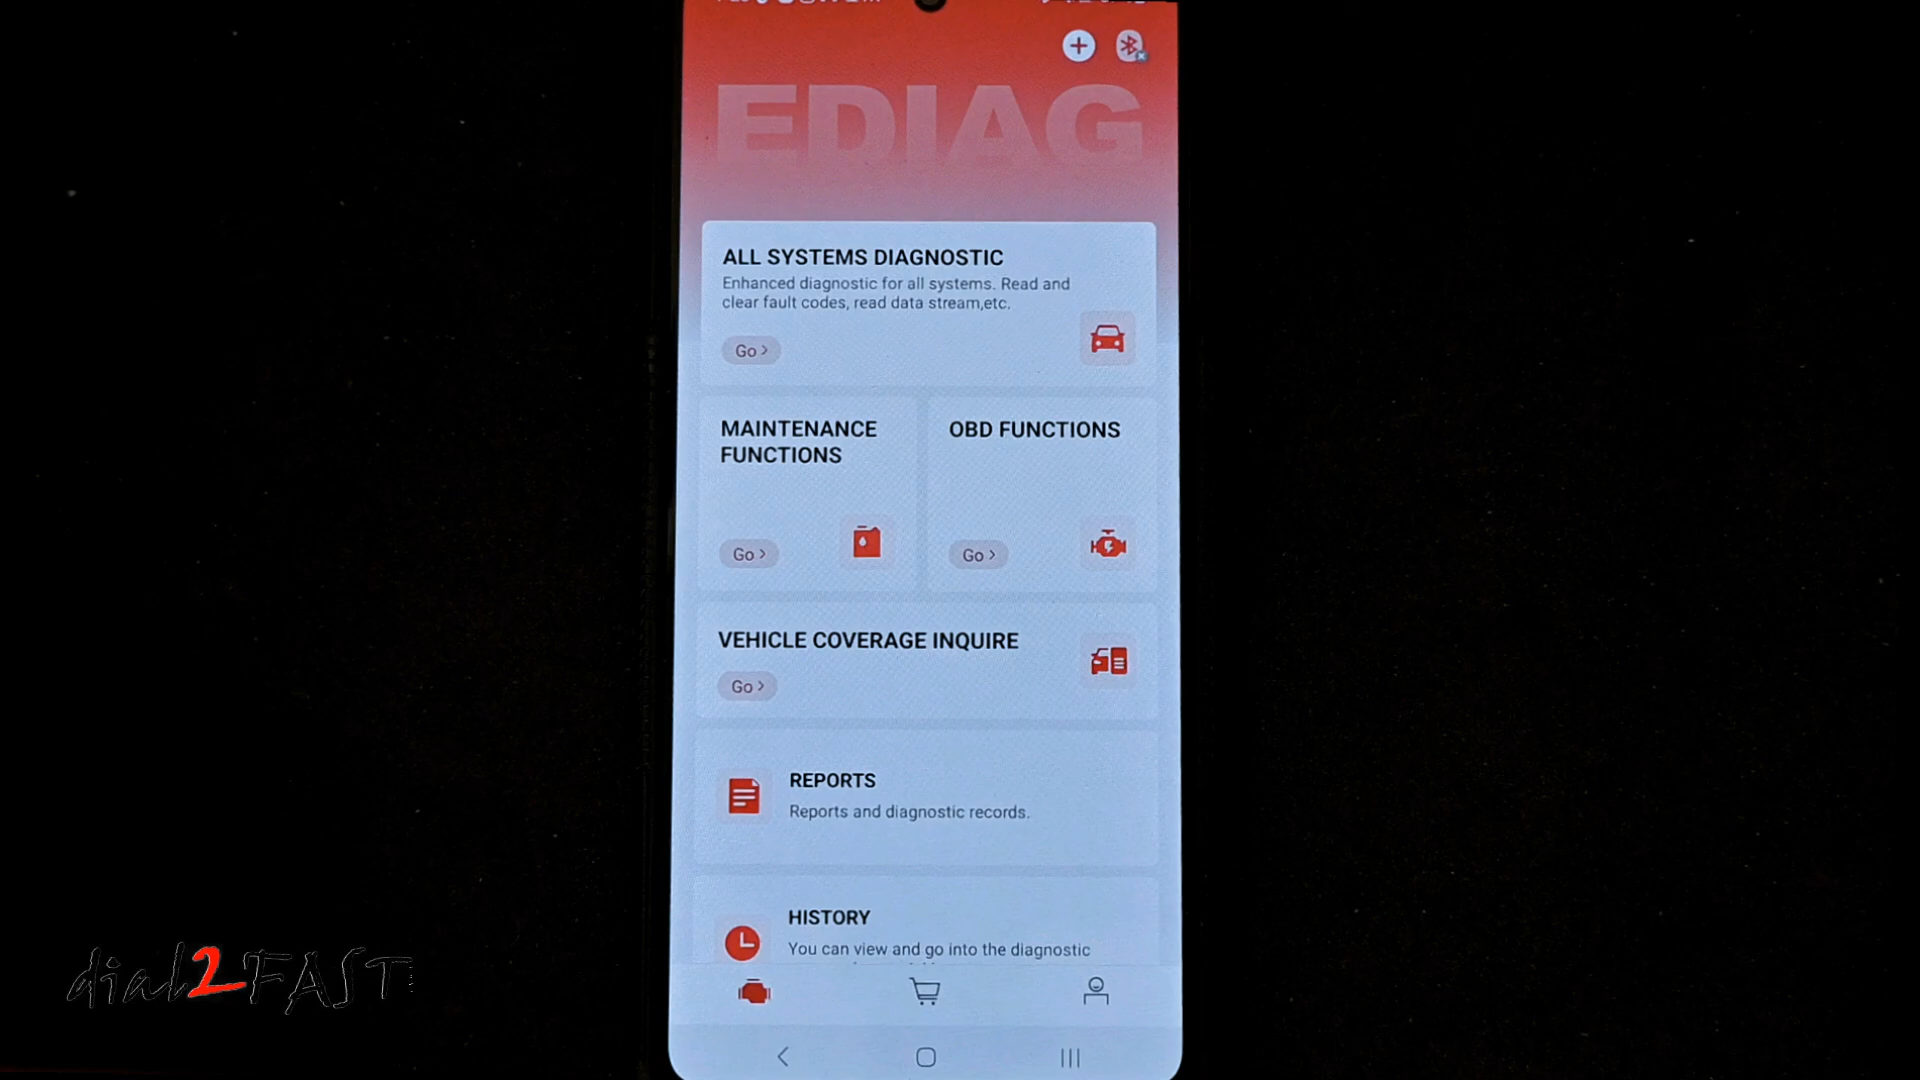 EDIAG
ALL SYSTEMS DIAGNOSTIC
Enhanced diagnostic for all systems. Read and
clear fault codes, read data stream,etc.
Go >
MAINTENANCE
FUNCTIONS
Go >
OBD FUNCTIONS
Go >
VEHICLE COVERAGE INQUIRE
Go >
REPORTS
Reports and diagnostic records.
HISTORY
You can view and go into the diagnostic
dial2FAST